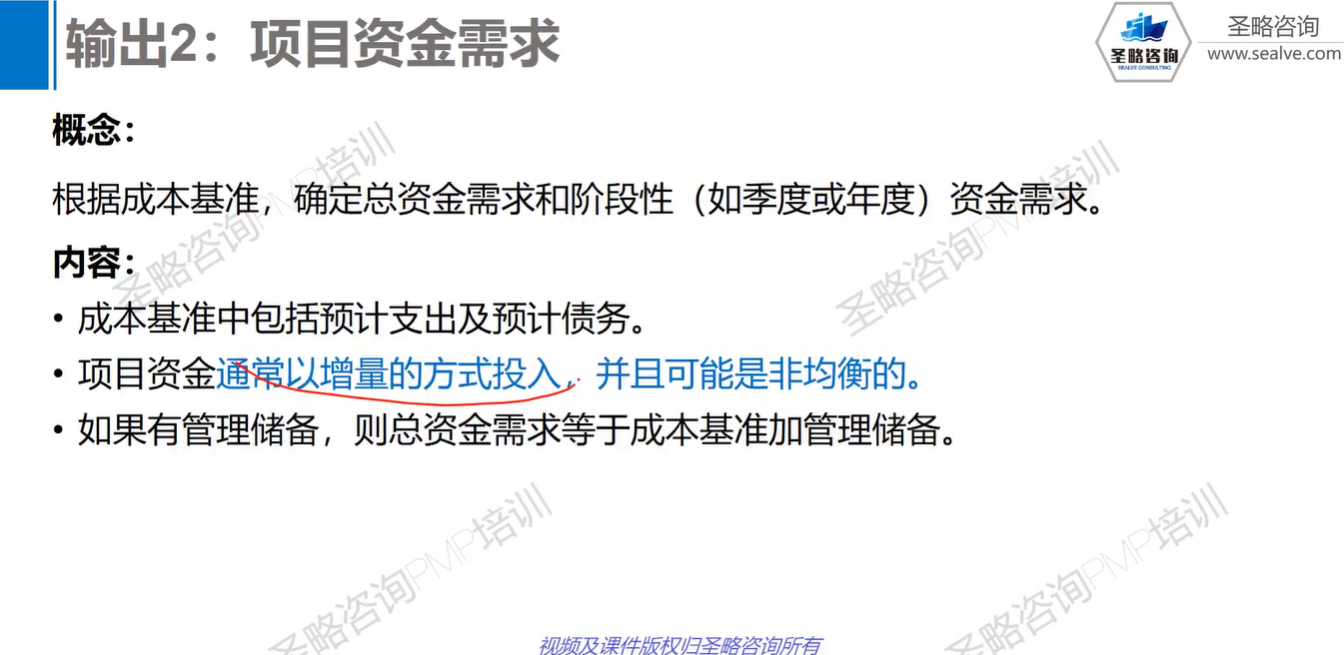 输出2：项目资金需求
圣略咨询
SEALVE CONSULTING
圣略咨询
www.sealve.com
概念：
根据成本基准，确定总资金需求和阶段性（如季度或年度）资金需求。
内容：
• 成本基准中包括预计支出及预计债务。
• 项目资金通常以增量的方式投入，并且可能是非均衡的。
• 如果有管理储备，则总资金需求等于成本基准加管理储备。
圣略咨询PMP培训
圣略咨询PMP培训
圣略咨询PMP培训
圣略咨询PMP培训
视频及课件版权归圣略咨询所有